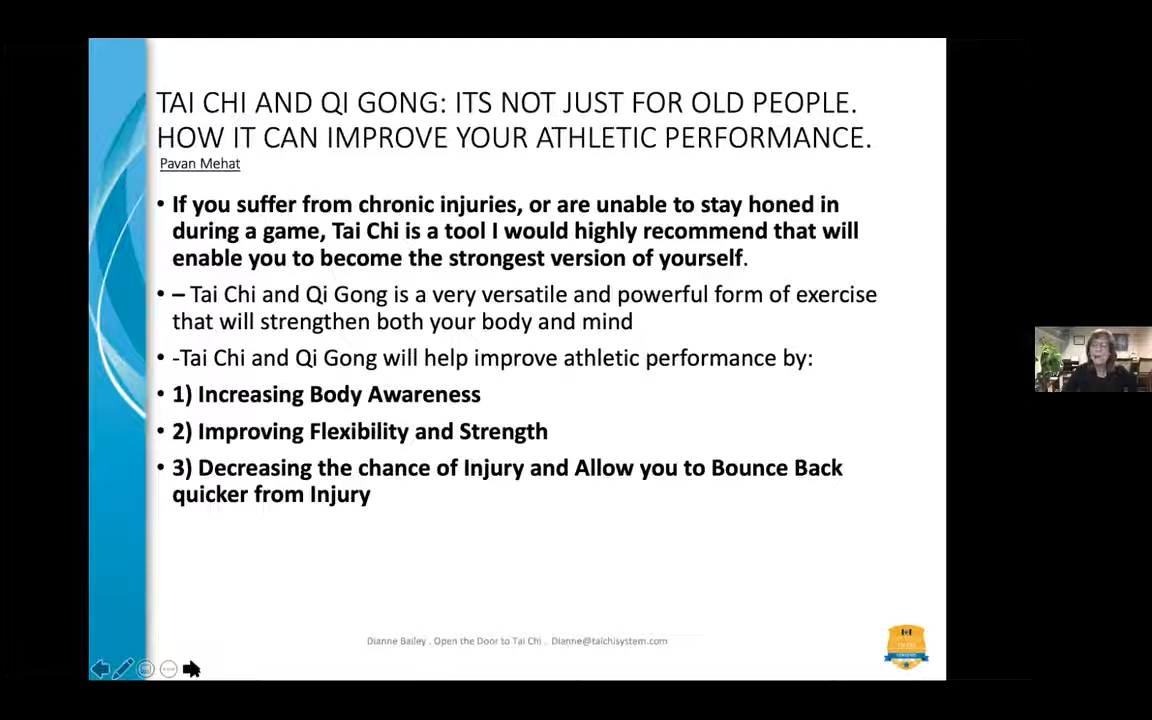 TAI CHI AND QI GONG: ITS NOT JUST FOR OLD PEOPLE.
HOW IT CAN IMPROVE YOUR ATHLETIC PERFORMANCE.
Pavan Mehat
• If you suffer from chronic injuries, or are unable to stay honed in
during a game, Tai Chi is a tool I would highly recommend that will
enable you to become the strongest version of yourself.
• – Tai Chi and Qi Gong is a very versatile and powerful form of exercise
that will strengthen both your body and mind
• -Tai Chi and Qi Gong will help improve athletic performance by:
• 1) Increasing Body Awareness
• 2) Improving Flexibility and Strength
• 3) Decreasing the chance of Injury and Allow you to Bounce Back
quicker from Injury
Dianne Bailey . Open the Door to Tai Chi . Dianne@taichisystem.com